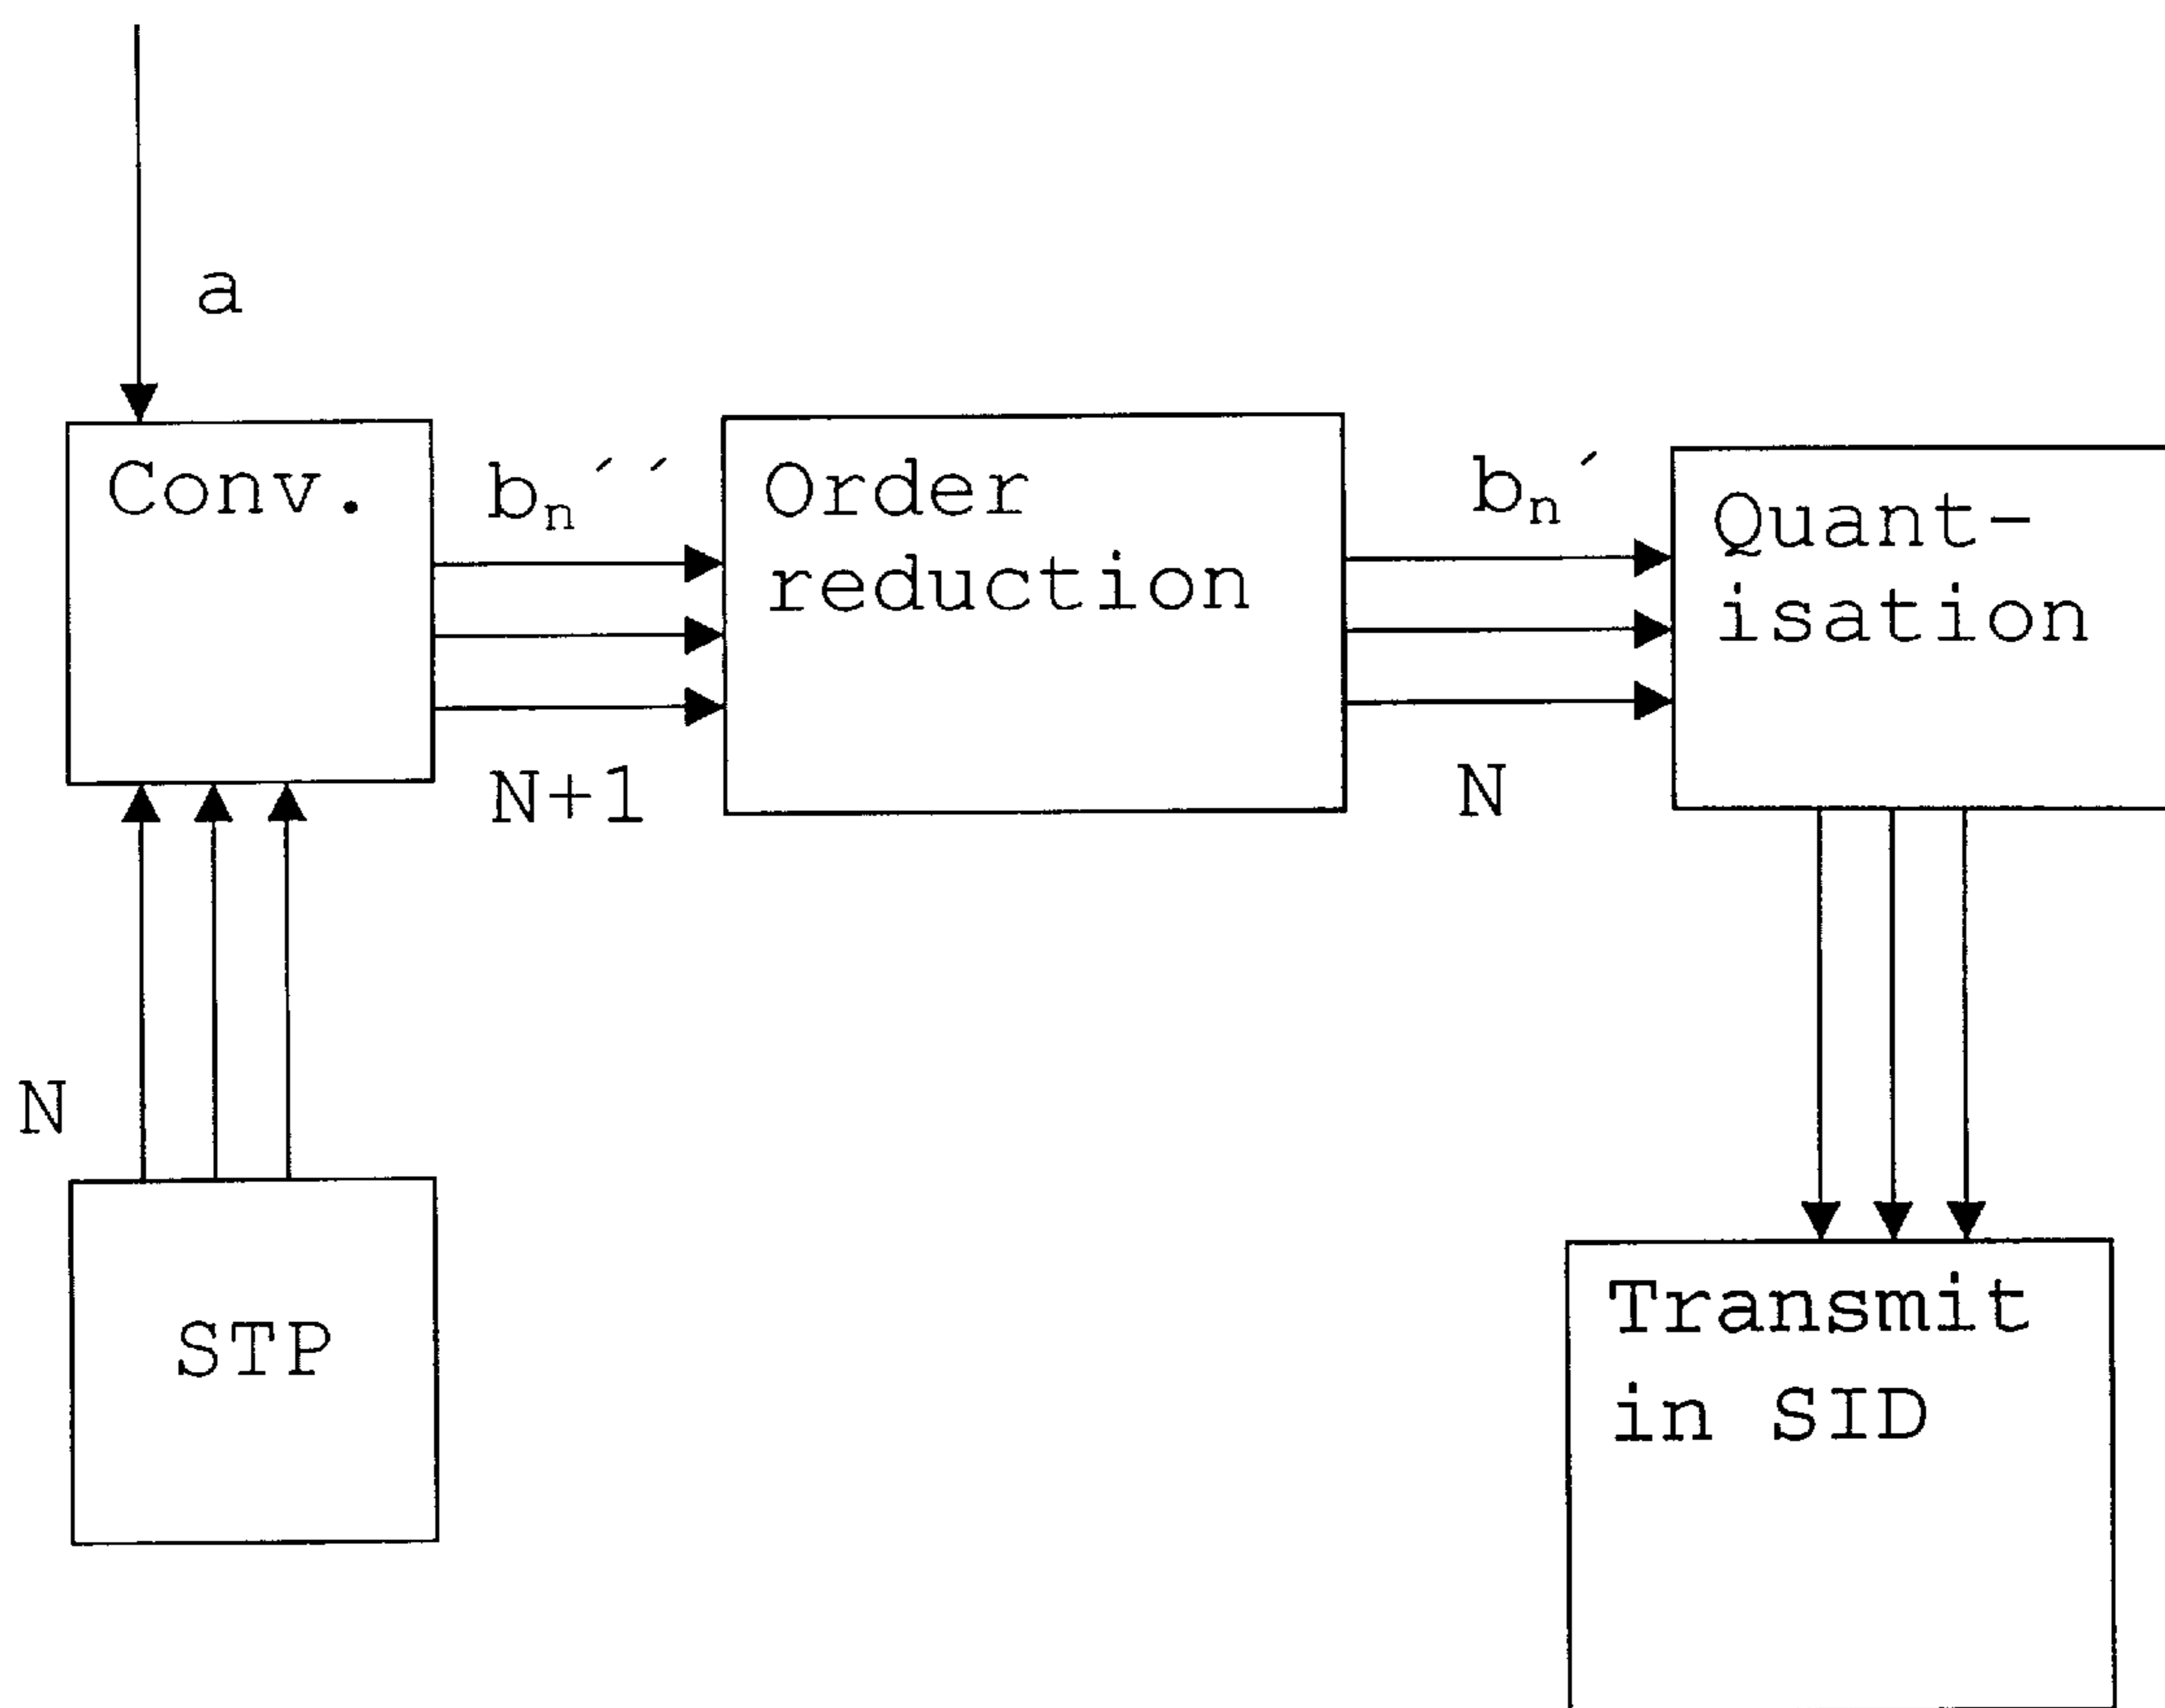 a
Conv.
bn´´
Order
reduction
bn´
Quant-
isation
N+1
N
N
STP
Transmit
in SID